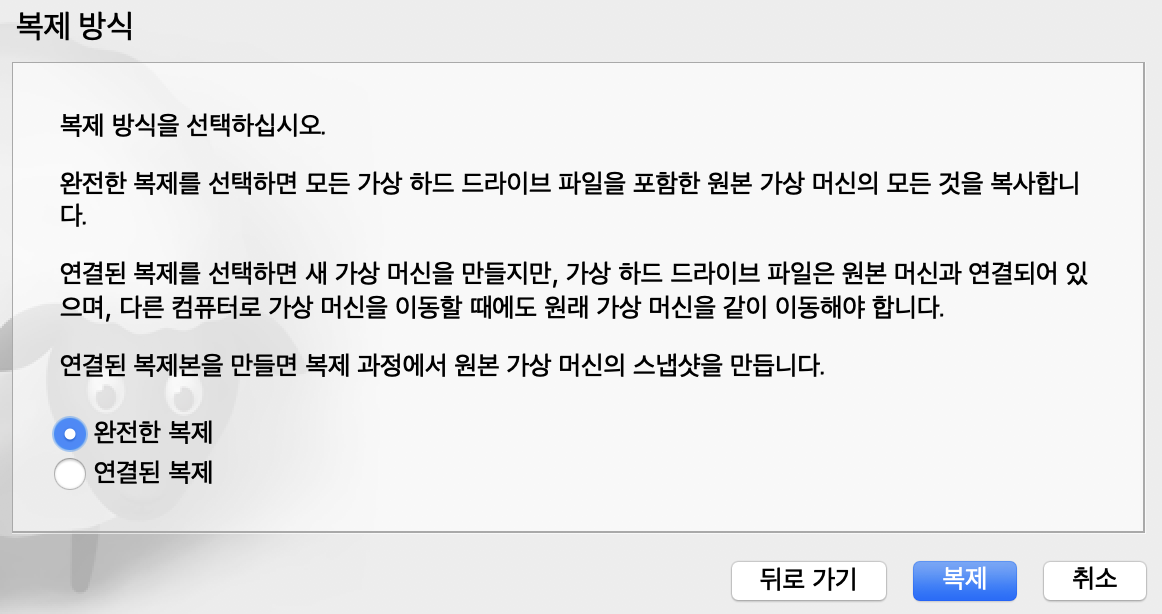 복제 방식
복제 방식을 선택하십시오.
완전한 복제를 선택하면 모든 가상 하드 드라이브 파일을 포함한 원본 가상 머신의 모든 것을 복사합니
다.
연결된 복제를 선택하면 새 가상 머신을 만들지만, 가상 하드 드라이브 파일은 원본 머신과 연결되어 있
으며, 다른 컴퓨터로 가상 머신을 이동할 때에도 원래 가상 머신을 같이 이동해야 합니다.
연결된 복제본을 만들면 복제 과정에서 원본 가상 머신의 스냅샷을 만듭니다.
완전한 복제
연결된 복제
뒤로 가기 복제 취소